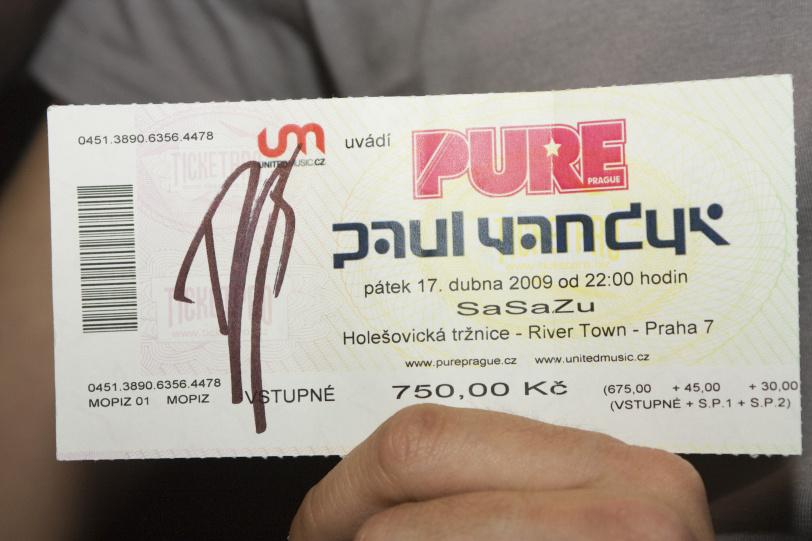 0451.3890.6356.4478
um
UNITEDMUSIC.CZ
uvádí
PURE
PRAGUE
paul van dyk
pátek 17. dubna 2009 od 22:00 hodin
SaSaZu
Holešovická tržnice - River Town - Praha 7
www.pureprague.cz www.unitedmusic.cz
TICKETPRO
TICKETPRO
0451.3890.6356.4478
MOPIZ 01 MOPIZ
VSTUPNÉ
750,00 Kč
(675,00 + 45,00 + 30,00
(VSTUPNÉ + S.P.1 + S.P.2)